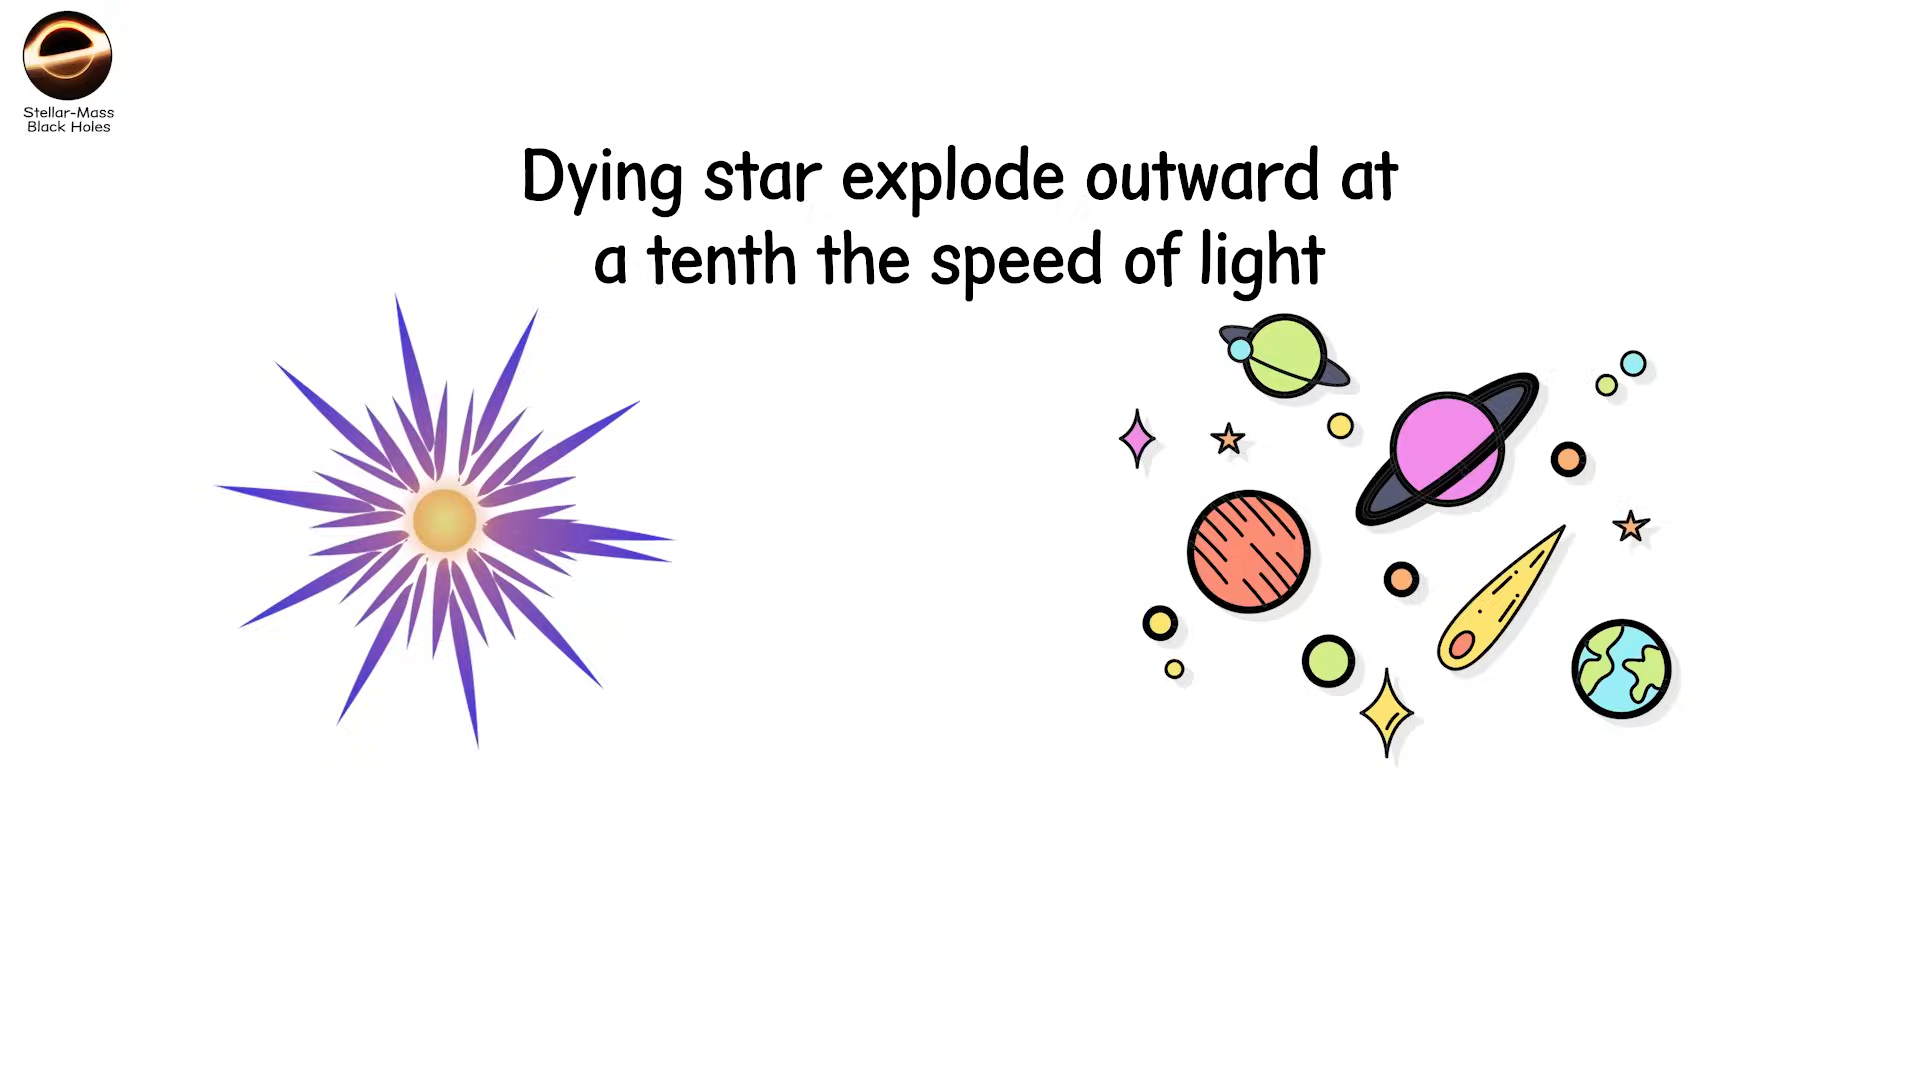 Stellar-Mass
Black Holes
Dying star explode outward at
a tenth the speed of light